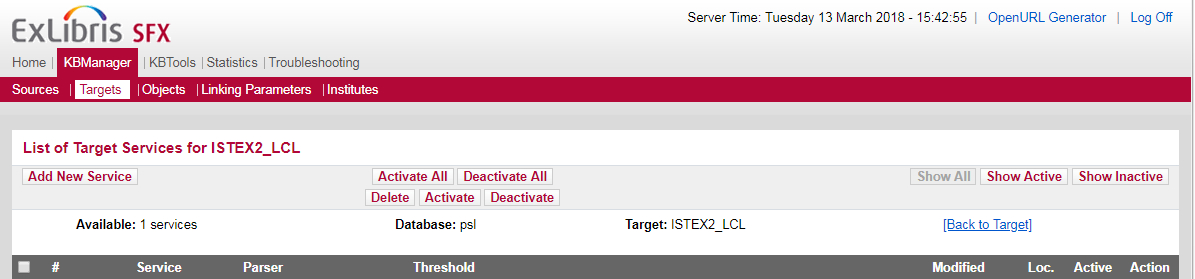 ExLibris SFX
Server Time: Tuesday 13 March 2018 - 15:42:55 | OpenURL Generator | Log Off
Home | KBManager | KBTools | Statistics | Troubleshooting
Sources | Targets | Objects | Linking Parameters | Institutes
List of Target Services for ISTEX2_LCL
Add New Service Activate All Deactivate All Show All Show Active Show Inactive
Delete Activate Deactivate
Available: 1 services Database: psl Target: ISTEX2_LCL [Back to Target]
# Service Parser Threshold Modified Loc. Active Action